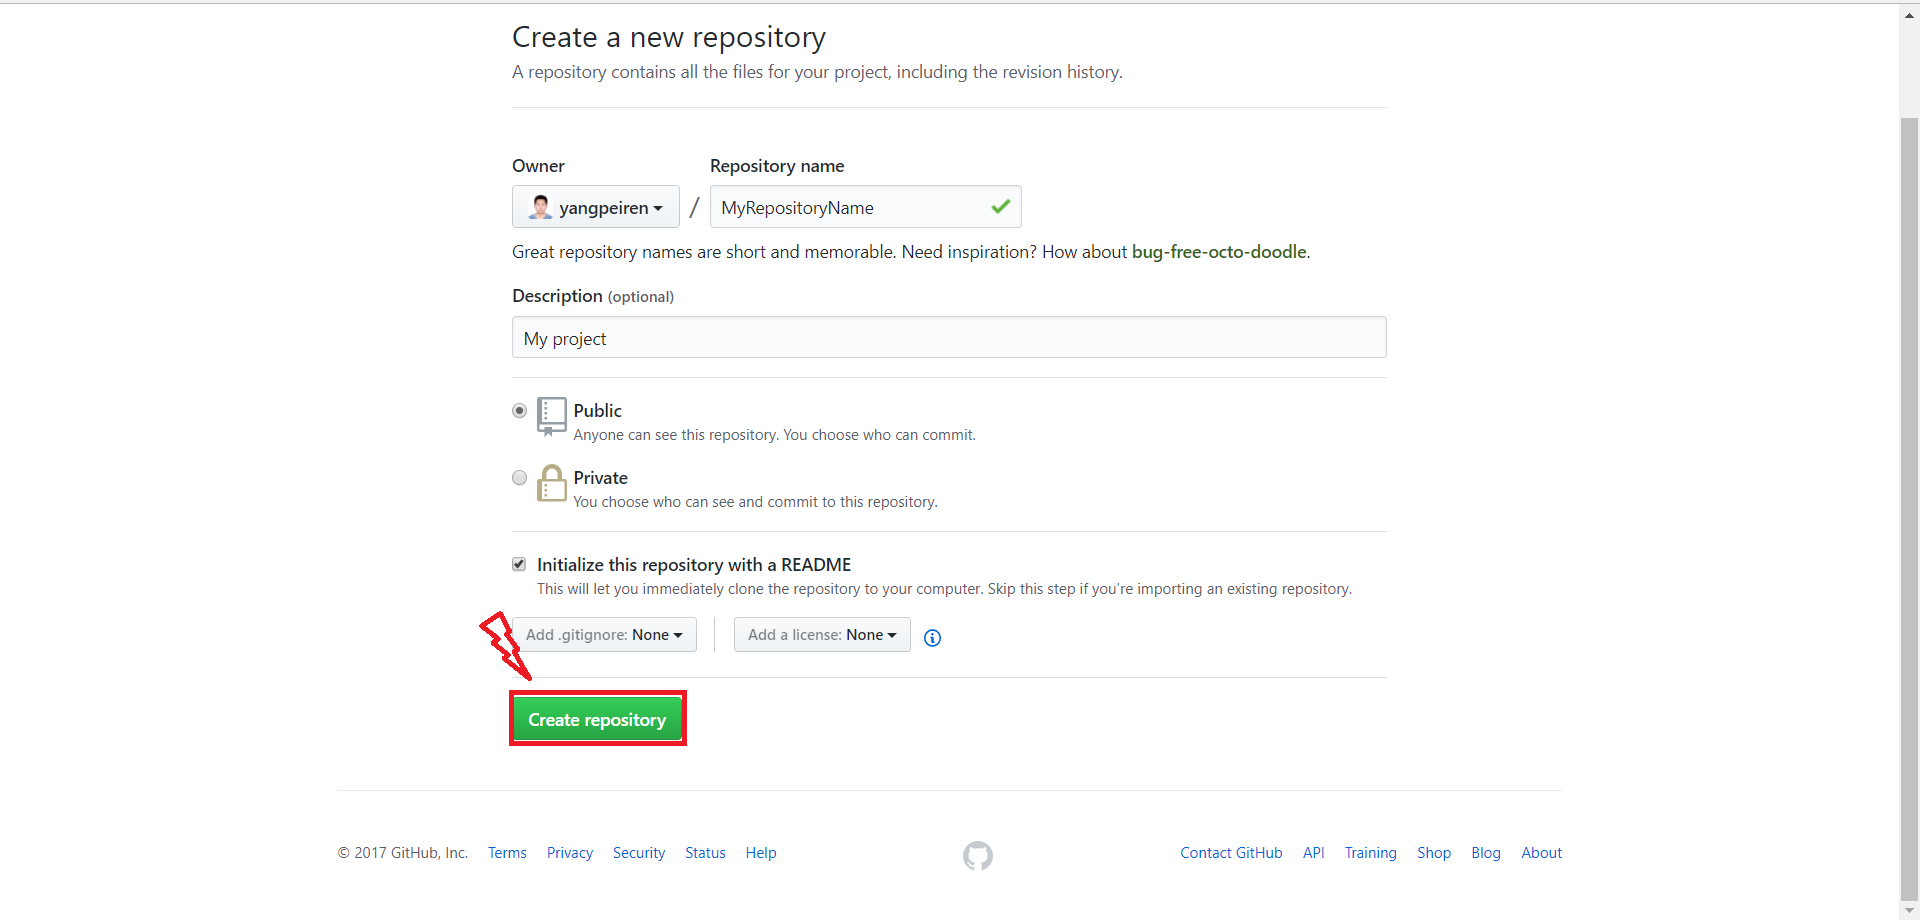 Create a new repository
A repository contains all the files for your project, including the revision history.
Owner Repository name
yangpeiren / MyRepositoryName
Great repository names are short and memorable. Need inspiration? How about bug-free-octo-doodle.
Description (optional)
My project
Public
Anyone can see this repository. You choose who can commit.
Private
You choose who can see and commit to this repository.
Initialize this repository with a README
This will let you immediately clone the repository to your computer. Skip this step if you’re importing an existing repository.
Add .gitignore: None Add a license: None
Create repository
© 2017 GitHub, Inc. Terms Privacy Security Status Help Contact GitHub API Training Shop Blog About